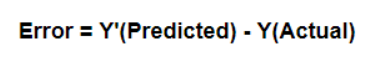 Error = Y'(Predicted) - Y(Actual)